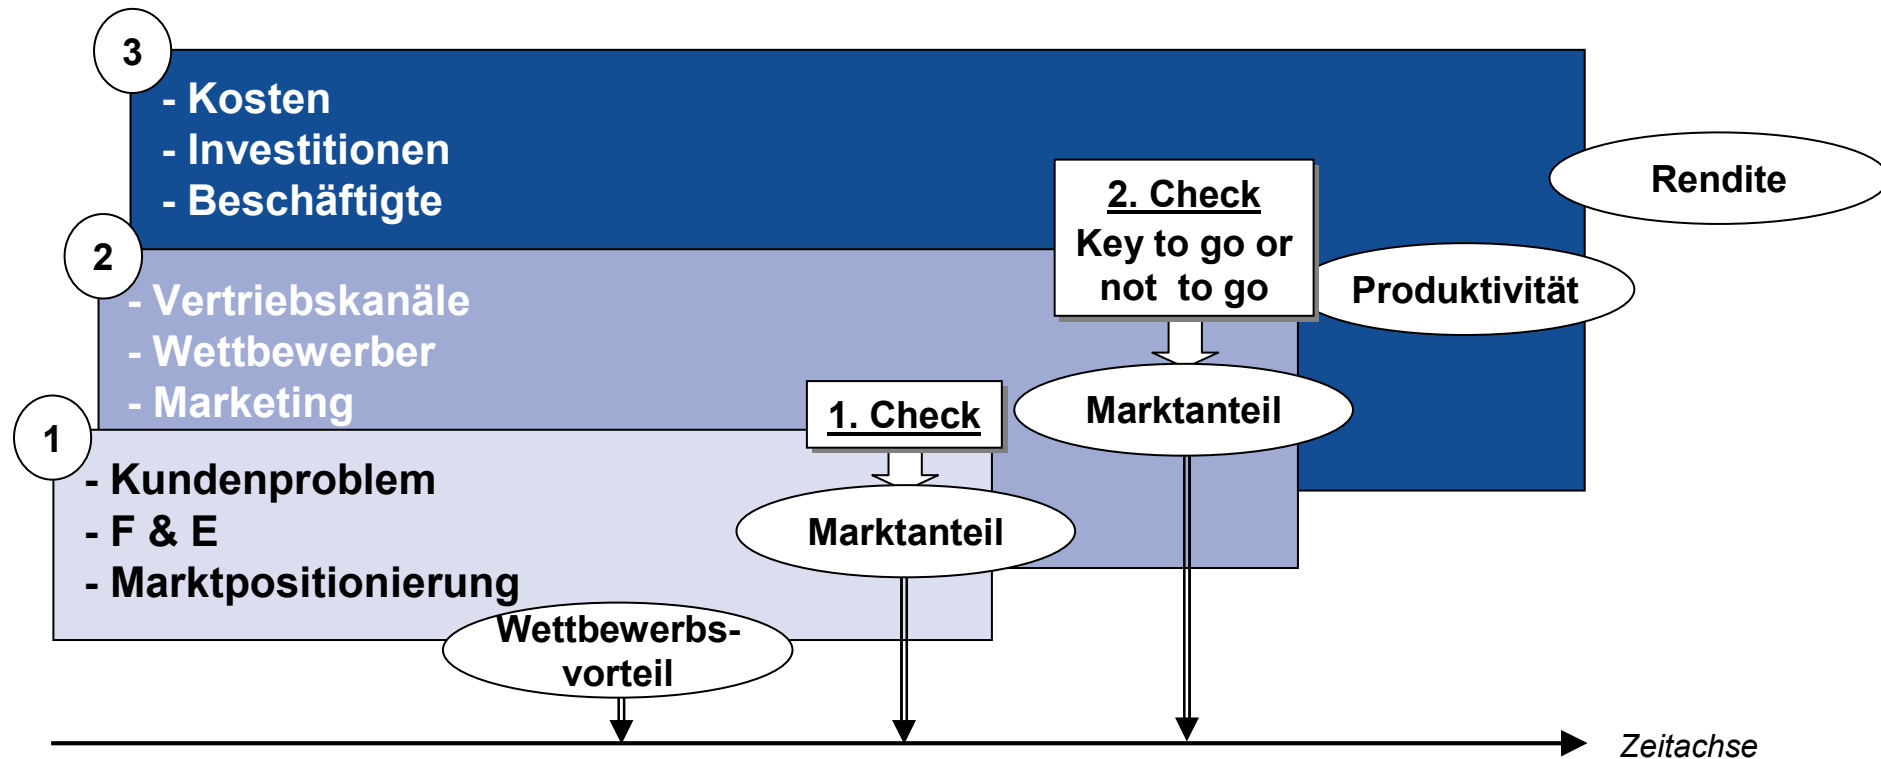 3
- Kosten
- Investitionen
- Beschäftigte
Rendite
2. Check
Key to go or
not to go
2
- Vertriebskanäle
- Wettbewerber
- Marketing
Produktivität
1. Check
Marktanteil
1
- Kundenproblem
- F & E
- Marktpositionierung
Marktanteil
Wettbewerbs-
vorteil
Zeitachse